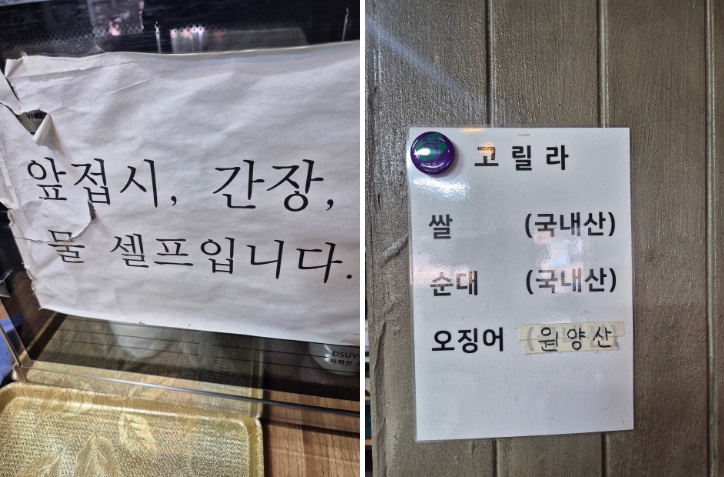 앞접시, 간장,
물 셀프입니다.
DSUY
고릴라
쌀 (국내산)
순대 (국내산)
오징어 (원양산